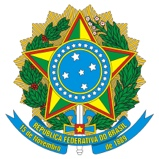 REPÚBLICA FEDERATIVA DO BRASIL
15 de Novembro de 1889